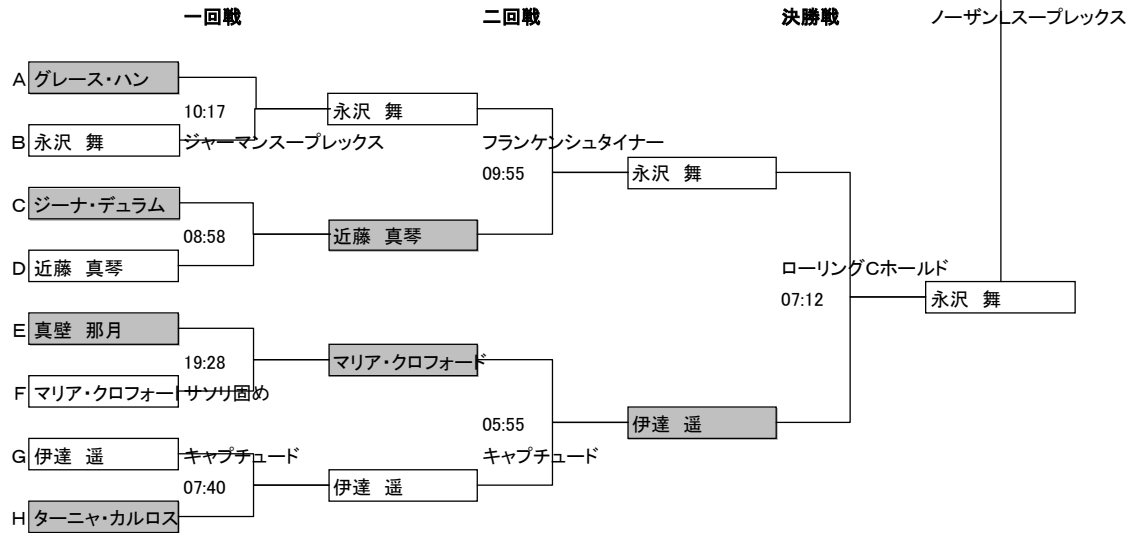 一回戦
二回戦
決勝戦
ノーザンLスープレックス
A グレース・ハン
10:17
永沢 舞
B 永沢 舞
ジャーマンスープレックス
フランケンシュタイナー
09:55
永沢 舞
C ジーナ・デュラム
08:58
近藤 真琴
D 近藤 真琴
ローリングCホールド
07:12
永沢 舞
E 真壁 那月
19:28
マリア・クロフォード
F マリア・クロフォート
サソリ固め
05:55
伊達 遥
G 伊達 遥
キャプチュード
キャプチュード
07:40
伊達 遥
H ターニャ・カルロス